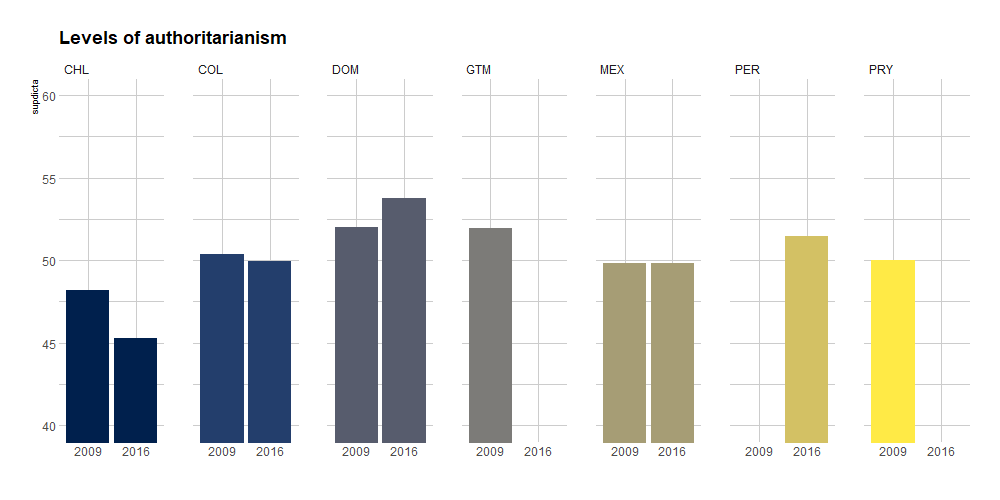 Levels of authoritarianism
CHL COL DOM GTM MEX PER PRY
supdicta
60
55
50
45
40
2009 2016 2009 2016 2009 2016 2009 2016 2009 2016 2009 2016 2009 2016